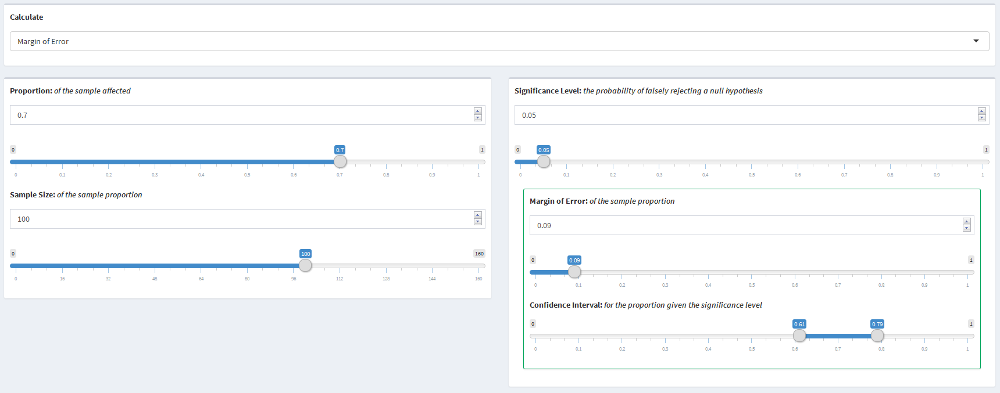 Calculate
Margin of Error
Proportion: of the sample affected
0.7
0 0.7 1
0 0.1 0.2 0.3 0.4 0.5 0.6 0.7 0.8 0.9 1
Sample Size: of the sample proportion
100
0 100 160
0 16 32 48 64 80 96 112 128 144 160
Significance Level: the probability of falsely rejecting a null hypothesis
0.05
0 0.05 1
0 0.1 0.2 0.3 0.4 0.5 0.6 0.7 0.8 0.9 1
Margin of Error: of the sample proportion
0.09
0 0.09 1
0 0.1 0.2 0.3 0.4 0.5 0.6 0.7 0.8 0.9 1
Confidence Interval: for the proportion given the significance level
0 0.61 0.79 1
0 0.1 0.2 0.3 0.4 0.5 0.6 0.7 0.8 0.9 1